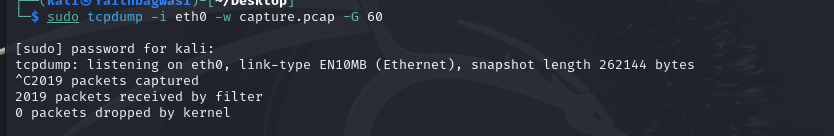 (kali㉿faithbagwasi)-[~/Desktop]
└─$ sudo tcpdump -i eth0 -w capture.pcap -G 60
[sudo] password for kali:
tcpdump: listening on eth0, link-type EN10MB (Ethernet), snapshot length 262144 bytes
^C2019 packets captured
2019 packets received by filter
0 packets dropped by kernel